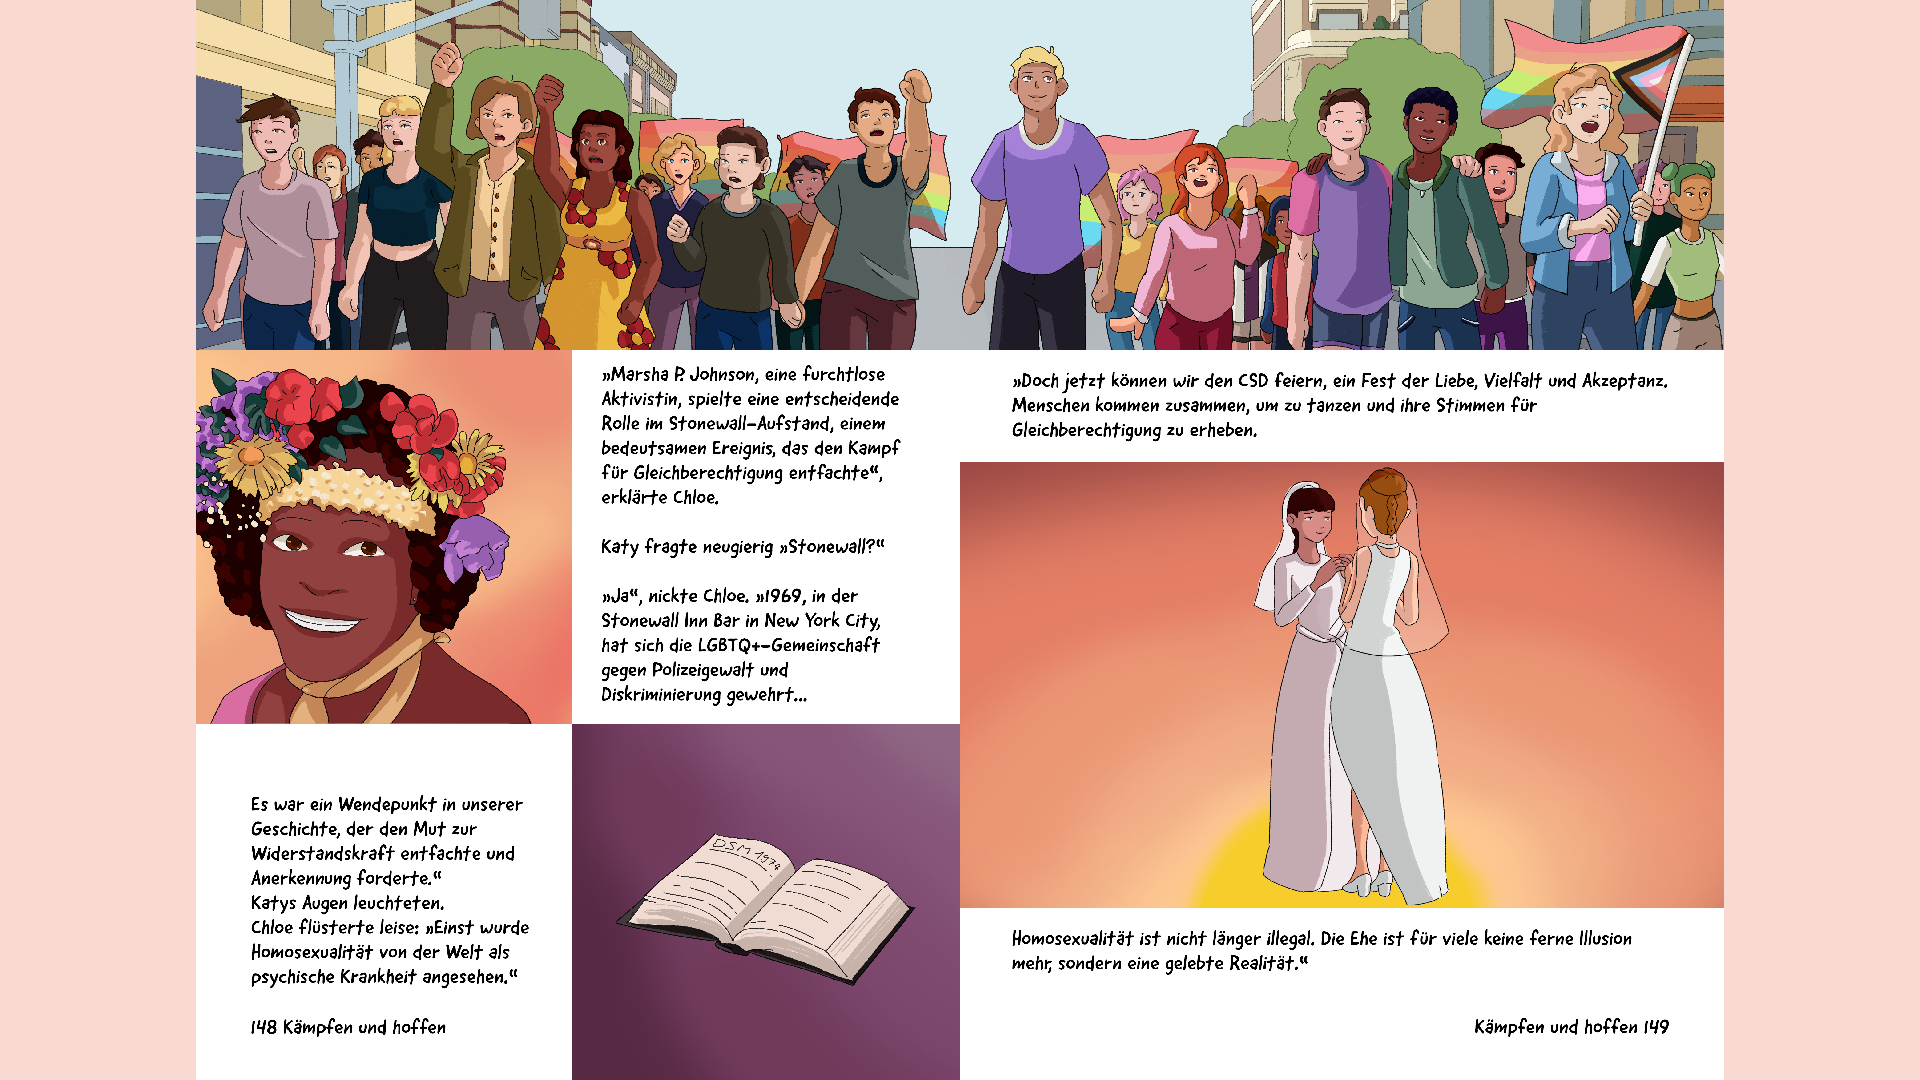 »Marsha P. Johnson, eine furchtlose
Aktivistin, spielte eine entscheidende
Rolle im Stonewall-Aufstand, einem
bedeutsamen Ereignis, das den Kampf
für Gleichberechtigung entfachte“,
erklärte Chloe.
Katy fragte neugierig »Stonewall?“
»Ja“, nickte Chloe. »1969, in der
Stonewall Inn Bar in New York City,
hat sich die LGBTQ+-Gemeinschaft
gegen Polizeigewalt und
Diskriminierung gewehrt...
Es war ein Wendepunkt in unserer
Geschichte, der den Mut zur
Widerstandskraft entfachte und
Anerkennung forderte.“
Katys Augen leuchteten.
Chloe flüsterte leise: »Einst wurde
Homosexualität von der Welt als
psychische Krankheit angesehen.“
DSM 1974
148 Kämpfen und hoffen
»Doch jetzt können wir den CSD feiern, ein Fest der Liebe, Vielfalt und Akzeptanz.
Menschen kommen zusammen, um zu tanzen und ihre Stimmen für
Gleichberechtigung zu erheben.
Homosexualität ist nicht länger illegal. Die Ehe ist für viele keine ferne Illusion
mehr, sondern eine gelebte Realität.“
Kämpfen und hoffen 149